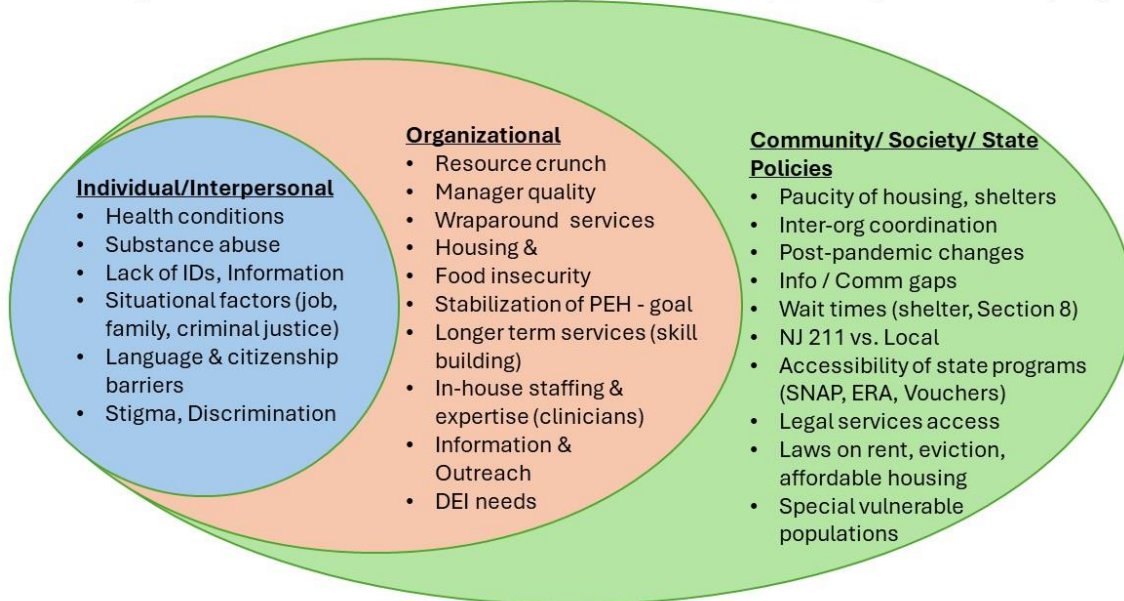 Individual/Interpersonal
• Health conditions
• Substance abuse
• Lack of IDs, Information
• Situational factors (job,
family, criminal justice)
• Language & citizenship
barriers
• Stigma, Discrimination
Organizational
• Resource crunch
• Manager quality
• Wraparound services
• Housing &
• Food insecurity
• Stabilization of PEH - goal
• Longer term services (skill
building)
• In-house staffing &
expertise (clinicians)
• Information &
Outreach
• DEI needs
Community/ Society/ State
Policies
• Paucity of housing, shelters
• Inter-org coordination
• Post-pandemic changes
• Info / Comm gaps
• Wait times (shelter, Section 8)
• NJ 211 vs. Local
• Accessibility of state programs
(SNAP, ERA, Vouchers)
• Legal services access
• Laws on rent, eviction,
affordable housing
• Special vulnerable
populations